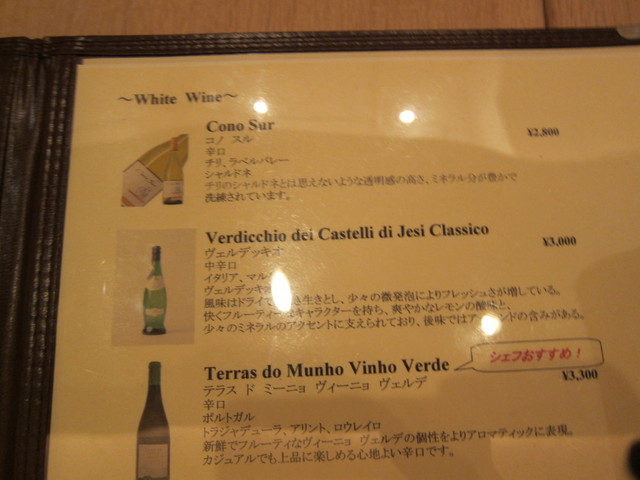 ～White Wine～
Cono Sur ¥2,800
コノ スル
辛口
チリ、ラペルバレー
シャルドネ
チリのシャルドネとは思えないような透明感の高さ、ミネラル分が豊かで
洗練されています。
Verdicchio dei Castelli di Jesi Classico ¥3,000
ヴェルデッキオ
中辛口
イタリア、マル
ヴェルデッキオ
風味はドライで き生きとし、少々の微発泡によりフレッシュさが増している。
快くフルーティー キャラクターを持ち、爽やかなレモンの酸味と、
少々のミネラルのアクセントに支えられており、後味では ンドの含みがある。
シェフおすすめ！
Terras do Munho Vinho Verde ¥3,300
テラス ド ミーニョ ヴィーニョ ヴェルデ
辛口
ポルトガル
トラジャデューラ、アリント、ロウレイロ
新鮮でフルーティなヴィーニョ ヴェルデの個性をよりアロマティックに表現。
カジュアルでも上品に楽しめる心地よい辛口です。